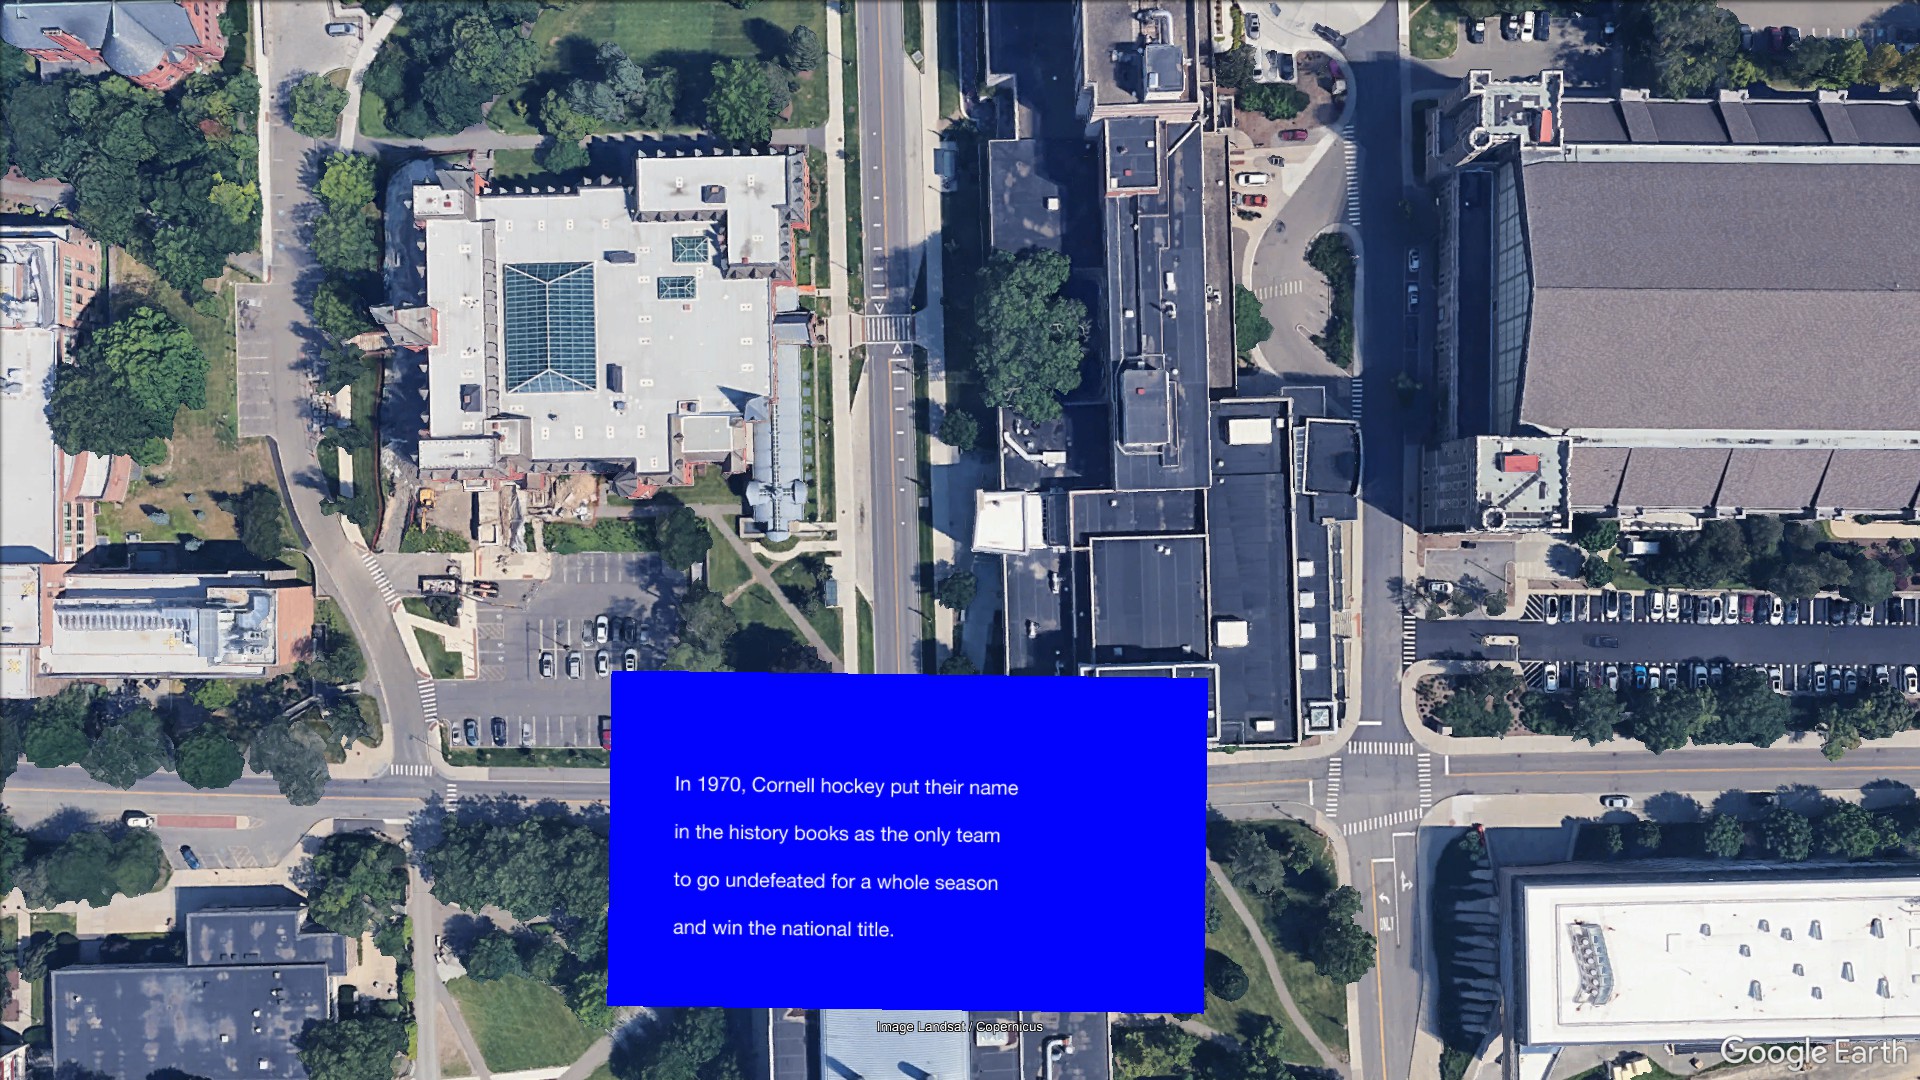 In 1970, Cornell hockey put their name
in the history books as the only team
to go undefeated for a whole season
and win the national title.
ONLY
Image Landsat / Copernicus
Google Earth